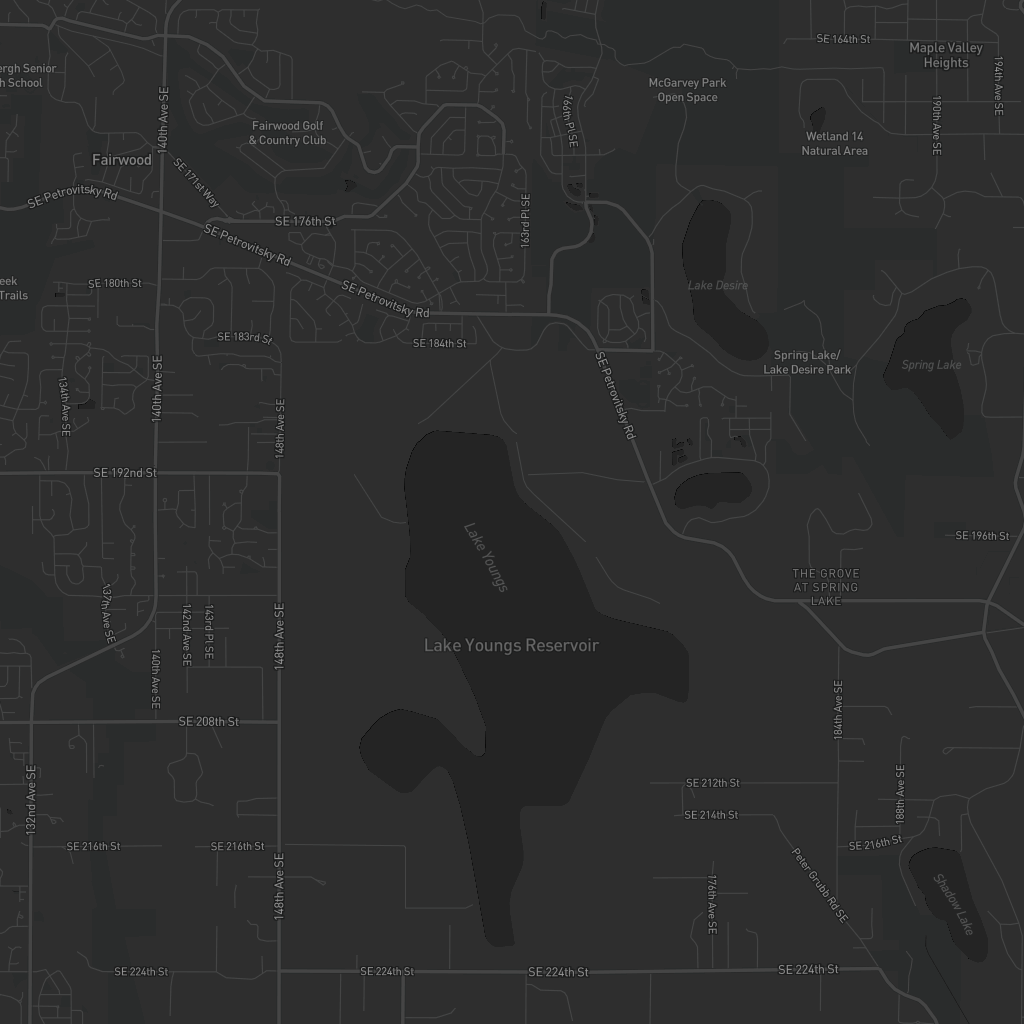 SE 164th St
Maple Valley
Heights
194th Ave SE
ergh Senior
h School
McGarvey Park
Open Space
140th Ave SE
169th Pl SE
190th Ave SE
Fairwood Golf
& Country Club
Wetland 14
Natural Area
Fairwood
SE 171st Way
SE Petrovitsky Rd
163rd Pl SE
SE 176th St
SE Petrovitsky Rd
eek
Trails
SE 180th St
SE Petrovitsky Rd
Lake Desire
SE 183rd St
SE 184th St
Spring Lake/
Lake Desire Park
Spring Lake
134th Ave SE
140th Ave SE
148th Ave SE
SE Petrovitsky Rd
SE 192nd St
Lake Youngs
SE 196th St
THE GROVE
AT SPRING
LAKE
137th Ave SE
142nd Ave SE
143rd Pl SE
148th Ave SE
Lake Youngs Reservoir
140th Ave SE
184th Ave SE
SE 208th St
132nd Ave SE
SE 212th St
188th Ave SE
SE 214th St
SE 216th St
SE 216th St
SE 216th St
148th Ave SE
176th Ave SE
Peter Grubb Rd SE
Shadow Lake
SE 224th St
SE 224th St
SE 224th St
SE 224th St